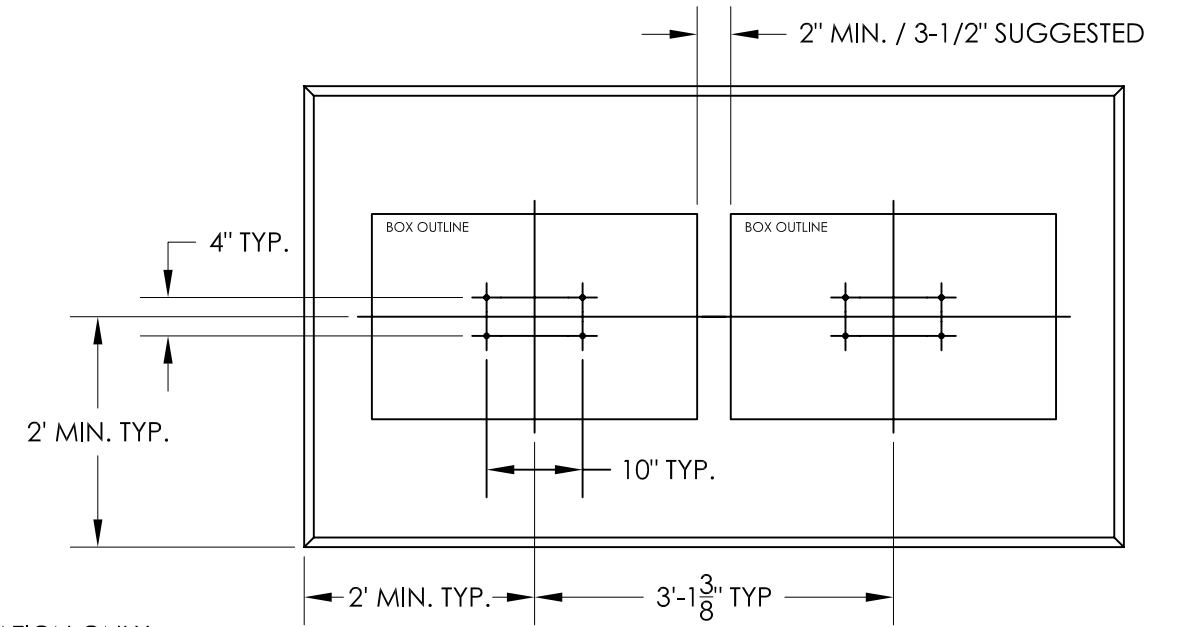 2" MIN. / 3-1/2" SUGGESTED
BOX OUTLINE
BOX OUTLINE
4" TYP.
2' MIN. TYP.
10" TYP.
2' MIN. TYP.
3'-1 3/8" TYP